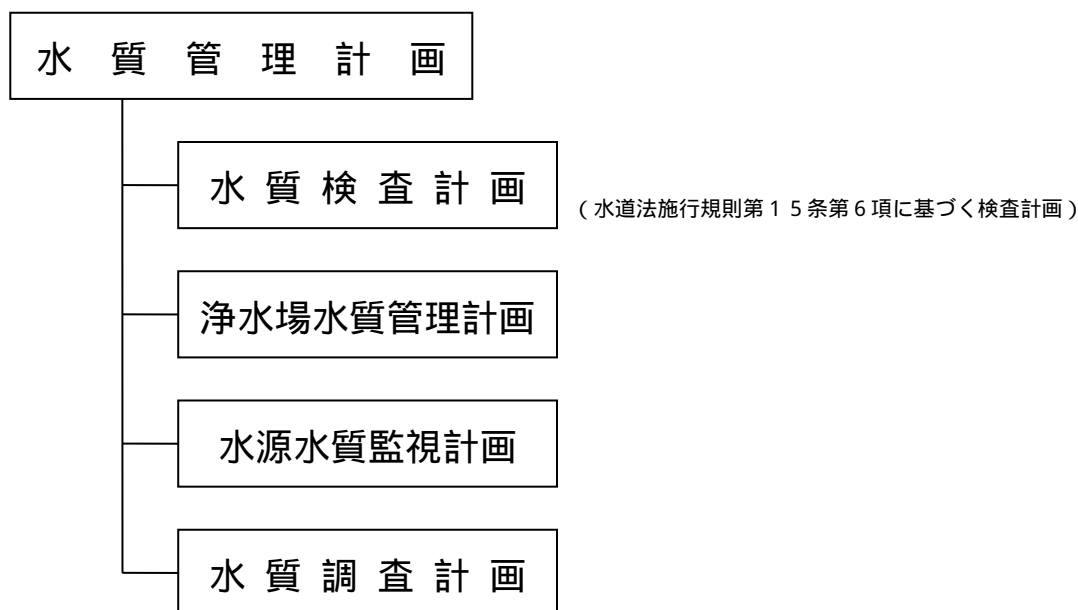 水質管理計画
水質検査計画
（水道法施行規則第１５条第６項に基づく検査計画）
浄水場水質管理計画
水源水質監視計画
水質調査計画